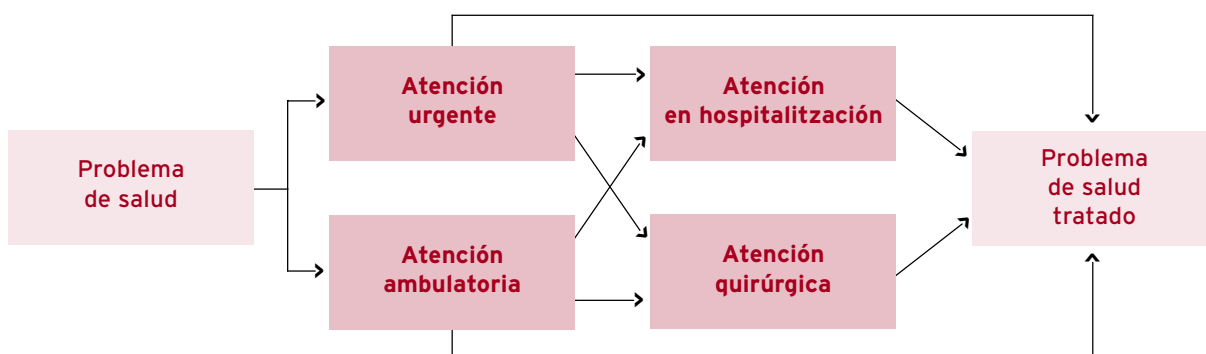 Problema
de salud
Atención
urgente
Atención
ambulatoria
Atención
en hospitalitzación
Atención
quirúrgica
Problema
de salud
tratado